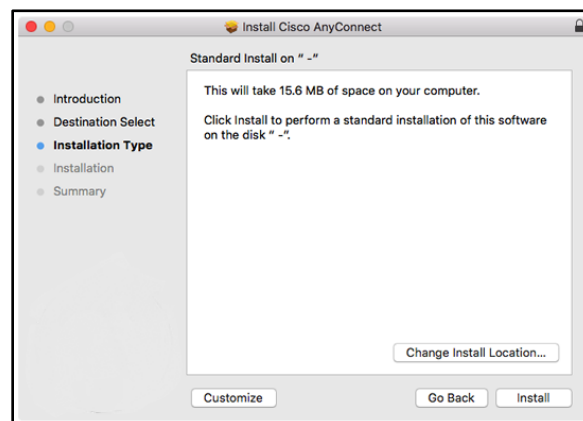 Install Cisco AnyConnect
Standard Install on “ -”
Introduction
Destination Select
Installation Type
Installation
Summary
This will take 15.6 MB of space on your computer.
Click Install to perform a standard installation of this software
on the disk “ -”.
Change Install Location...
Customize
Go Back
Install